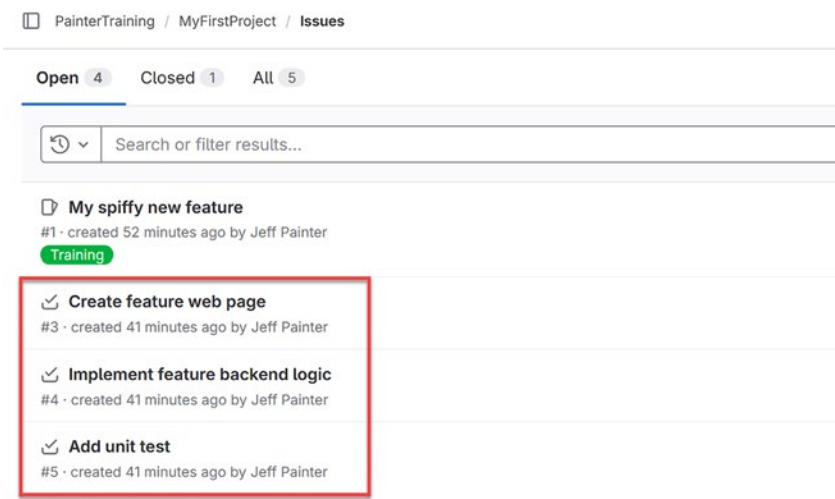 PainterTraining / MyFirstProject / Issues
Open 4 Closed 1 All 5
Search or filter results...
My spiffy new feature
#1 · created 52 minutes ago by Jeff Painter
Training
Create feature web page
#3 · created 41 minutes ago by Jeff Painter
Implement feature backend logic
#4 · created 41 minutes ago by Jeff Painter
Add unit test
#5 · created 41 minutes ago by Jeff Painter